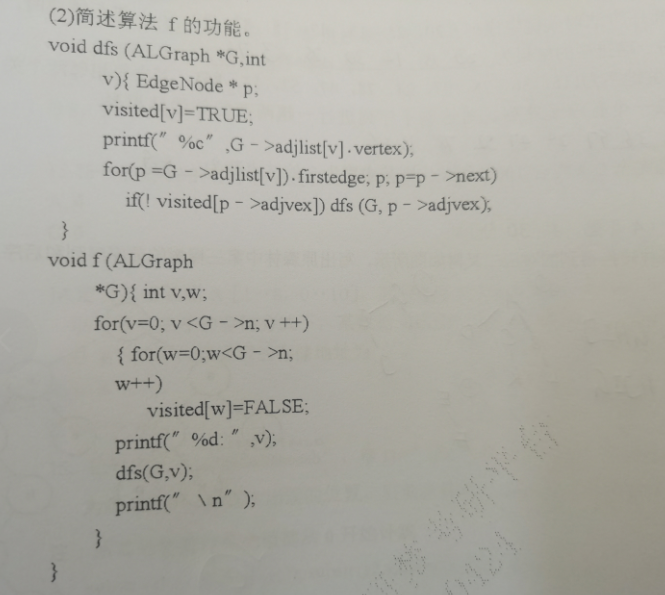 (2)简述算法 f 的功能。
void dfs (ALGraph *G,int
v){ EdgeNode * p;
visited[v]=TRUE;
printf(″ %c″ ,G - >adjlist[v].vertex);
for(p =G - >adjlist[v]).firstedge; p; p=p - >next)
if(! visited[p - >adjvex]) dfs (G, p - >adjvex);
}
void f (ALGraph
*G){ int v,w;
for(v=0; v <G - >n; v ++)
{ for(w=0;w<G - >n;
w++)
visited[w]=FALSE;
printf(″ %d: ″ ,v);
dfs(G,v);
printf(″ \ n″ );
}
}